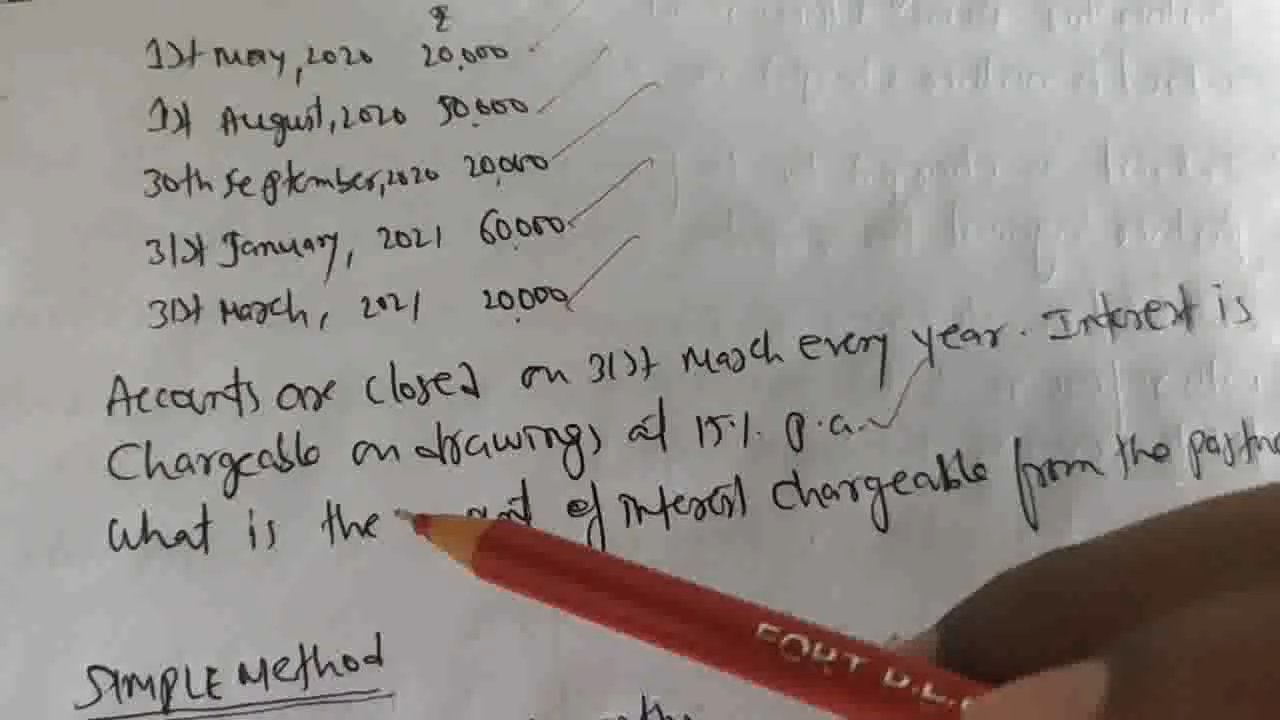 ₹
1st may, 2020 20,000
1st August, 2020 50,000
30th September, 2020 20,000
31st January, 2021 60,000
31st March, 2021 20,000
Accounts are closed on 31st March every year. Interest is
Chargeable on drawings at 15% p.a.
What is the of interest chargeable from the
SIMPLE METHOD